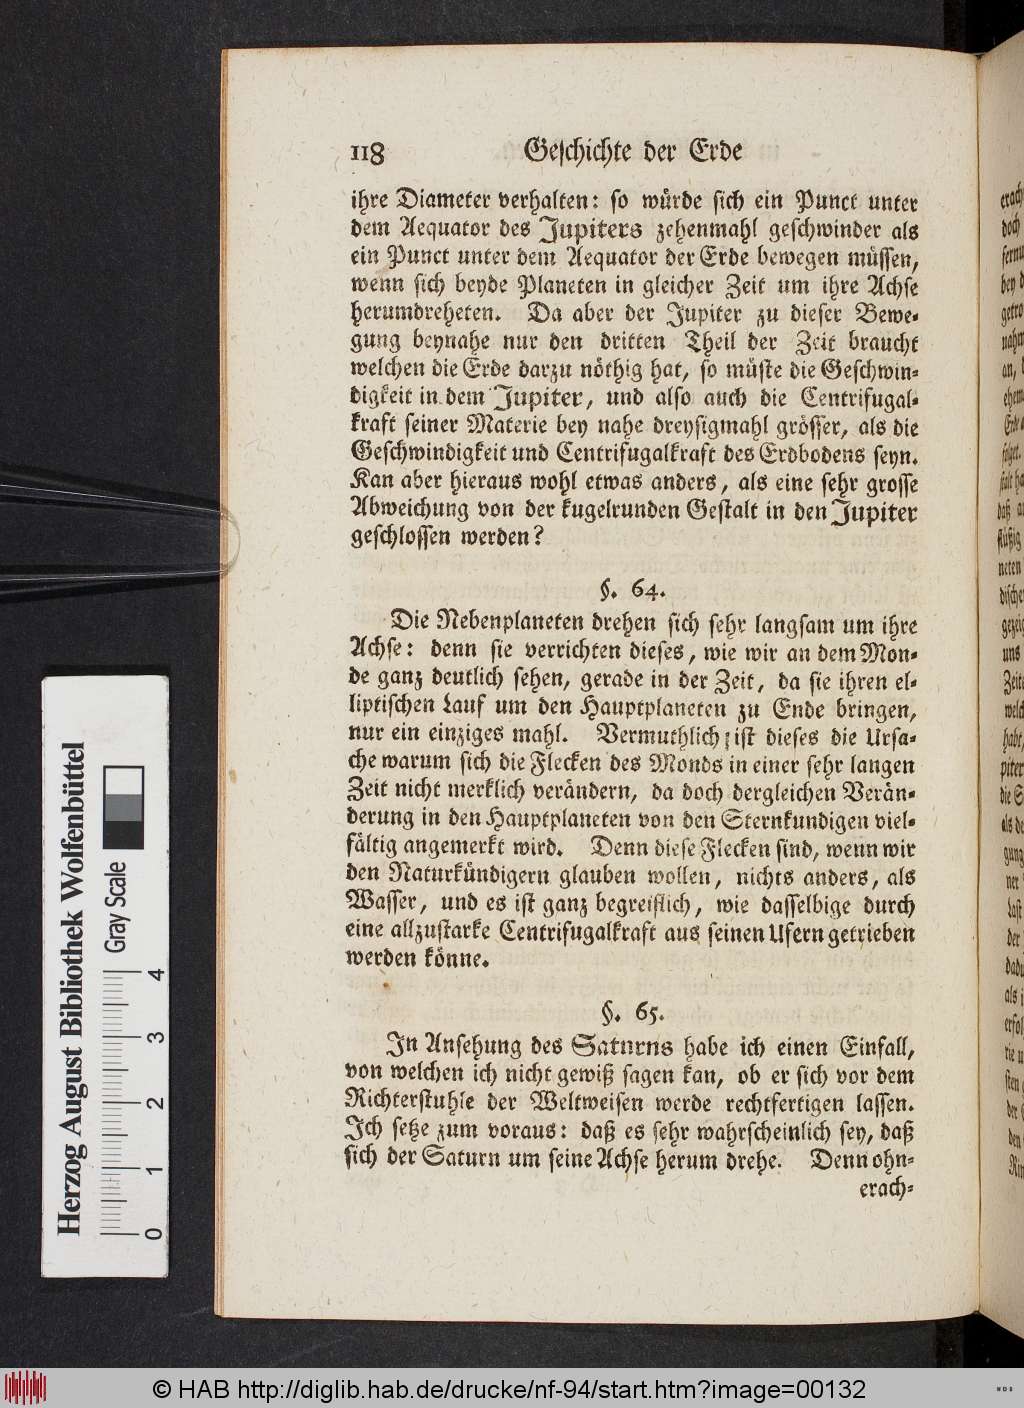 118 Geschichte der Erde
ihre Diameter verhalten: so würde sich ein Punct unter
dem Aequator des Jupiters zehenmahl geschwinder als
ein Punct unter dem Aequator der Erde bewegen müssen,
wenn sich beyde Planeten in gleicher Zeit um ihre Achse
herumdreheten. Da aber der Jupiter zu dieser Bewe-
gung beynahe nur den dritten Theil der Zeit braucht
welchen die Erde darzu nöthig hat, so müste die Geschwin-
digkeit in dem Jupiter, und also auch die Centrifugal-
kraft seiner Materie bey nahe dreysigmahl grösser, als die
Geschwindigkeit und Centrifugalkraft des Erdbodens seyn.
Kan aber hieraus wohl etwas anders, als eine sehr grosse
Abweichung von der kugelrunden Gestalt in den Jupiter
geschlossen werden?
§. 64.
Die Nebenplaneten drehen sich sehr langsam um ihre
Achse: denn sie verrichten dieses, wie wir an dem Mon-
de ganz deutlich sehen, gerade in der Zeit, da sie ihren el-
liptischen Lauf um den Hauptplaneten zu Ende bringen,
nur ein einziges mahl. Vermuthlich ist dieses die Ursa-
che warum sich die Flecken des Monds in einer sehr langen
Zeit nicht merklich verändern, da doch dergleichen Verän-
derung in den Hauptplaneten von den Sternkundigen viel-
fältig angemerkt wird. Denn diese Flecken sind, wenn wir
den Naturkündigern glauben wollen, nichts anders, als
Wasser, und es ist ganz begreiflich, wie dasselbige durch
eine allzustarke Centrifugalkraft aus seinen Ufern getrieben
werden könne.
§. 65.
In Ansehung des Saturns habe ich einen Einfall,
von welchen ich nicht gewiß sagen kan, ob er sich vor dem
Richterstuhle der Weltweisen werde rechtfertigen lassen.
Ich setze zum voraus: daß es sehr wahrscheinlich sey, daß
sich der Saturn um seine Achse herum drehe. Denn ohn-
erach-
Herzog August Bibliothek Wolfenbüttel
Gray Scale
0 1 2 3 4
© HAB http://diglib.hab.de/drucke/nf-94/start.htm?image=00132